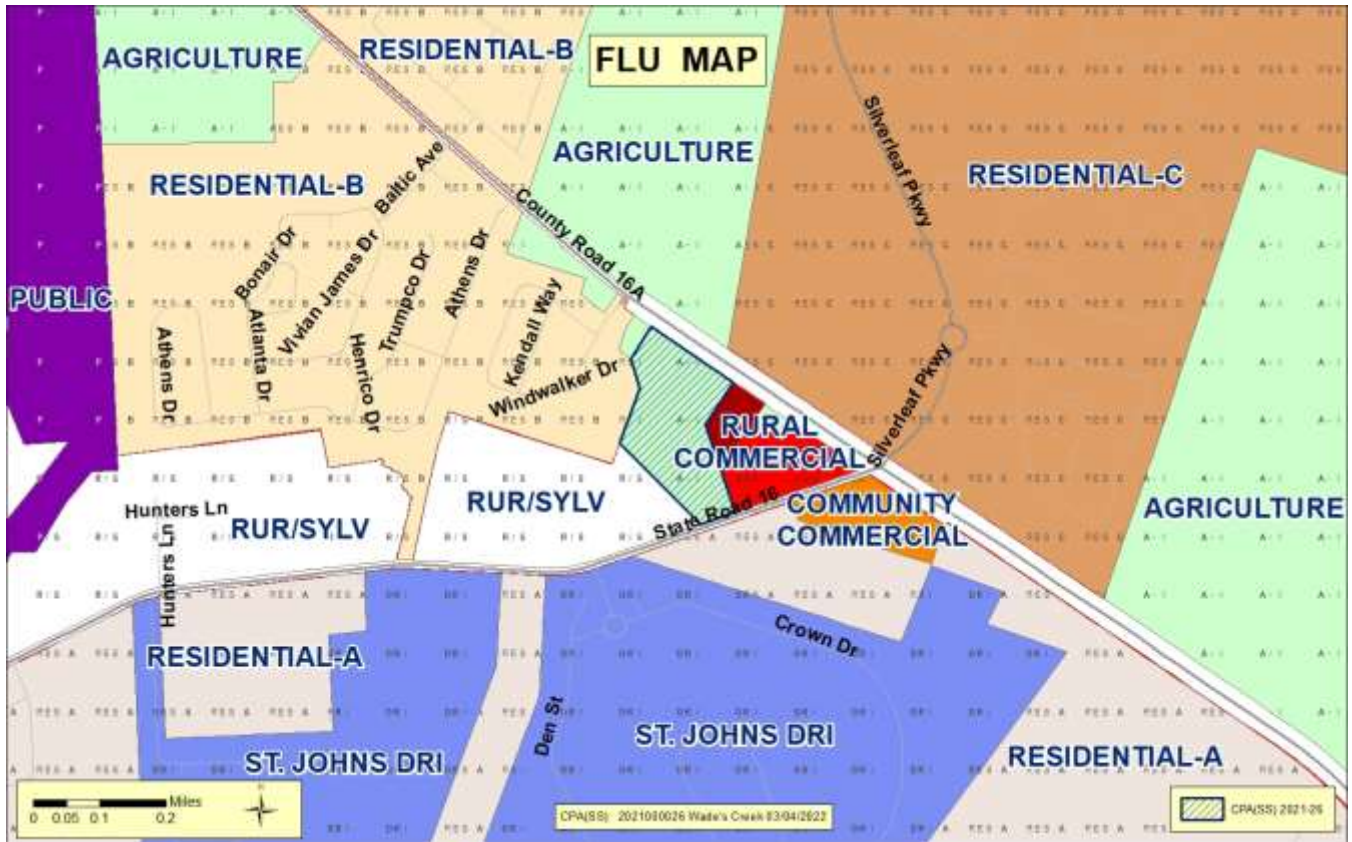 AGRICULTURE
RESIDENTIAL-B
FLU MAP
AGRICULTURE
Silverleaf Pkwy
RESIDENTIAL-C
Baltic Ave
RESIDENTIAL-B
County Road 16A
Bonair Dr
Vivian James Dr
Trumpco Dr
Athens Dr
PUBLIC
Kendall Way
Athens Dr
Atlanta Dr
Henrico Dr
Windwalker Dr
Silverleaf Pkwy
RURAL
COMMERCIAL
RUR/SYLV
State Road 16
COMMUNITY
COMMERCIAL
AGRICULTURE
Hunters Ln
RUR/SYLV
Hunters Ln
Crown Dr
RESIDENTIAL-A
Den St
ST. JOHNS DRI
RESIDENTIAL-A
ST. JOHNS DRI
Miles
0 0.05 0.1 0.2
CPA(SS) 2021000026 Wade's Creek 03/04/2022
CPA(SS) 2021-26